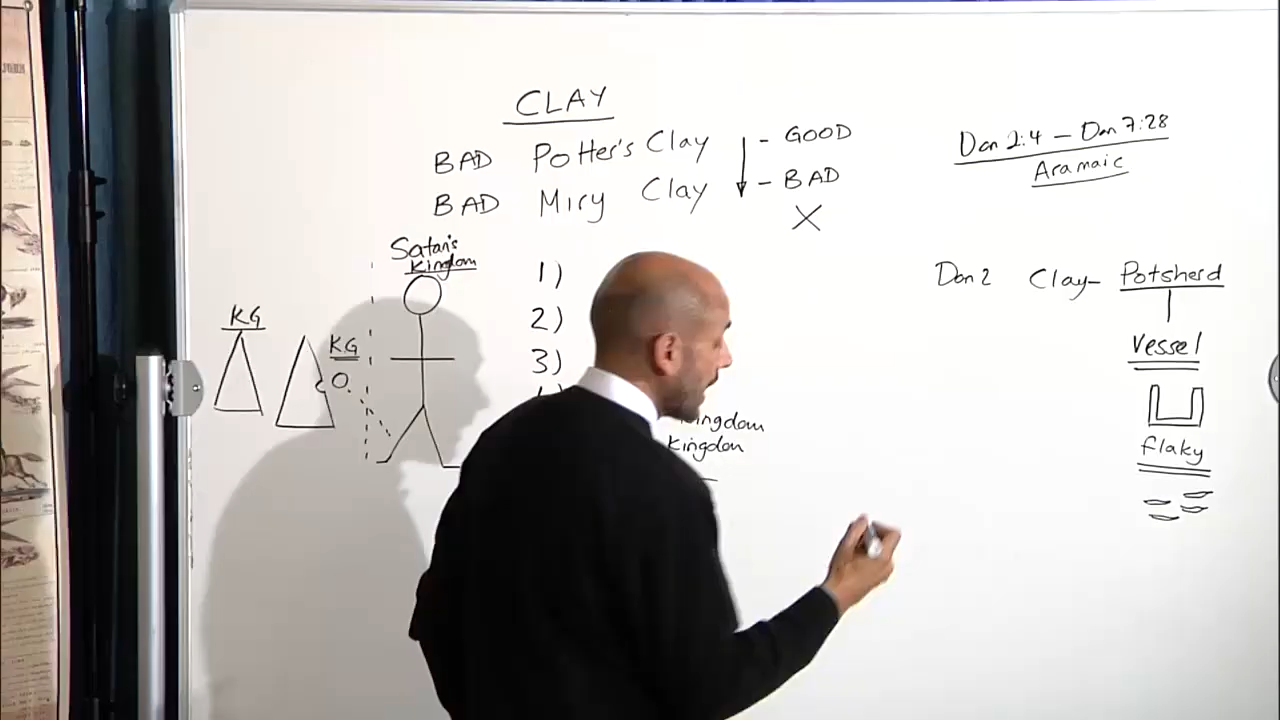 CLAY
BAD Potter's Clay - GOOD
BAD Miry Clay - BAD
X
Dan 2:4 - Dan 7:28
Aramaic
Satan's
Kingdom
KG
KG
1)
2)
3)
Kingdom
Dan 2 Clay- Potsherd
Vessel
flaky